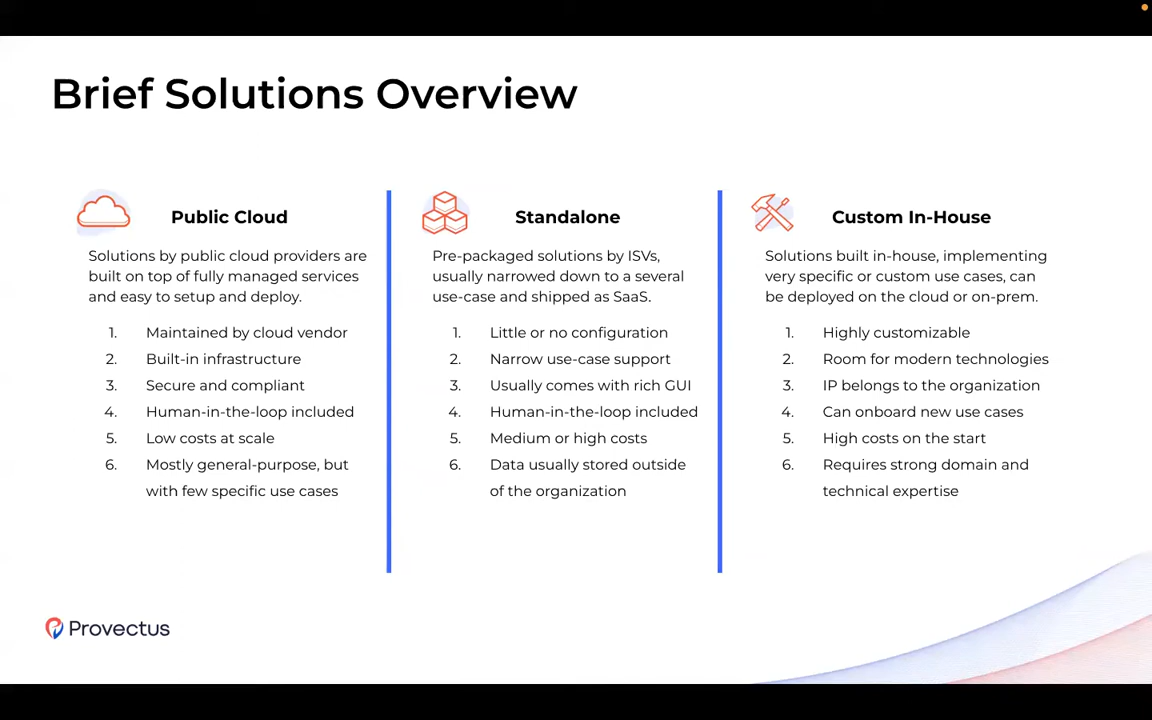 Brief Solutions Overview
Public Cloud
Solutions by public cloud providers are
built on top of fully managed services
and easy to setup and deploy.
1. Maintained by cloud vendor
2. Built-in infrastructure
3. Secure and compliant
4. Human-in-the-loop included
5. Low costs at scale
6. Mostly general-purpose, but
with few specific use cases
Standalone
Pre-packaged solutions by ISVs,
usually narrowed down to a several
use-case and shipped as SaaS.
1. Little or no configuration
2. Narrow use-case support
3. Usually comes with rich GUI
4. Human-in-the-loop included
5. Medium or high costs
6. Data usually stored outside
of the organization
Custom In-House
Solutions built in-house, implementing
very specific or custom use cases, can
be deployed on the cloud or on-prem.
1. Highly customizable
2. Room for modern technologies
3. IP belongs to the organization
4. Can onboard new use cases
5. High costs on the start
6. Requires strong domain and
technical expertise
Provectus